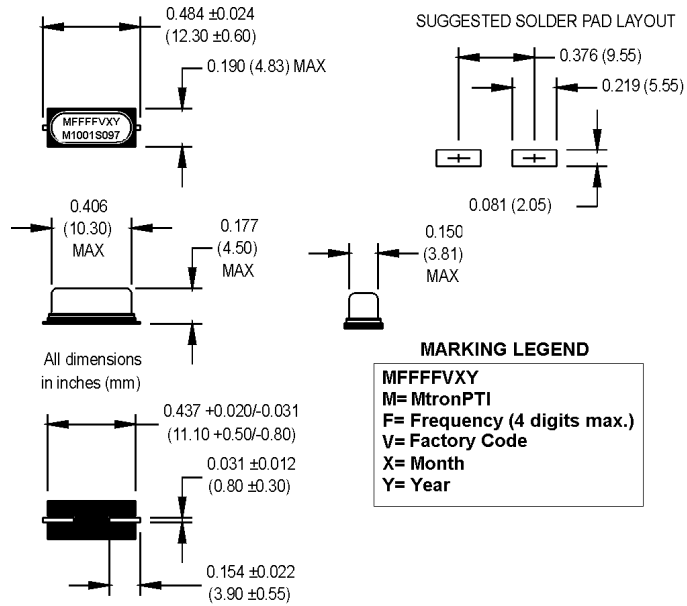 0.484 ±0.024
(12.30 ±0.60)
0.190 (4.83) MAX
MFFFFVXY
M1001S097
SUGGESTED SOLDER PAD LAYOUT
0.376 (9.55)
0.219 (5.55)
0.081 (2.05)
0.406
(10.30)
MAX
0.177
(4.50)
MAX
0.150
(3.81)
MAX
All dimensions
in inches (mm)
0.437 +0.020/-0.031
(11.10 +0.50/-0.80)
0.031 ±0.012
(0.80 ±0.30)
0.154 ±0.022
(3.90 ±0.55)
MARKING LEGEND
MFFFFVXY
M= MtronPTI
F= Frequency (4 digits max.)
V= Factory Code
X= Month
Y= Year